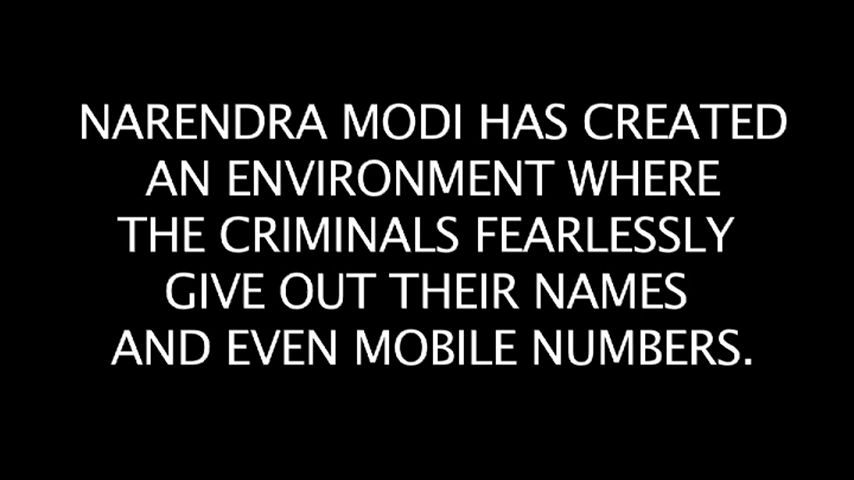 NARENDRA MODI HAS CREATED
AN ENVIRONMENT WHERE
THE CRIMINALS FEARLESSLY
GIVE OUT THEIR NAMES
AND EVEN MOBILE NUMBERS.